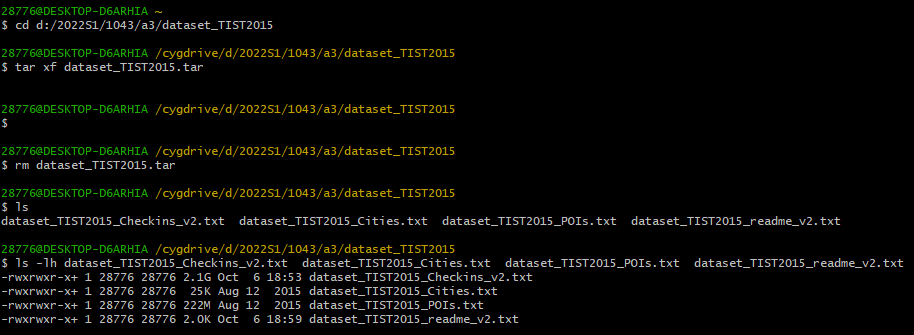 28776@DESKTOP-D6ARHIA ~
$ cd d:/2022S1/1043/a3/dataset_TIST2015
28776@DESKTOP-D6ARHIA /cygdrive/d/2022S1/1043/a3/dataset_TIST2015
$ tar xf dataset_TIST2015.tar
28776@DESKTOP-D6ARHIA /cygdrive/d/2022S1/1043/a3/dataset_TIST2015
$
28776@DESKTOP-D6ARHIA /cygdrive/d/2022S1/1043/a3/dataset_TIST2015
$ rm dataset_TIST2015.tar
28776@DESKTOP-D6ARHIA /cygdrive/d/2022S1/1043/a3/dataset_TIST2015
$ ls
dataset_TIST2015_Checkins_v2.txt  dataset_TIST2015_Cities.txt  dataset_TIST2015_POIs.txt  dataset_TIST2015_readme_v2.txt
28776@DESKTOP-D6ARHIA /cygdrive/d/2022S1/1043/a3/dataset_TIST2015
$ ls -lh dataset_TIST2015_Checkins_v2.txt  dataset_TIST2015_Cities.txt  dataset_TIST2015_POIs.txt  dataset_TIST2015_readme_v2.txt
-rwxrwxr-x+ 1 28776 28776 2.1G Oct  6 18:53 dataset_TIST2015_Checkins_v2.txt
-rwxrwxr-x+ 1 28776 28776  25K Aug 12  2015 dataset_TIST2015_Cities.txt
-rwxrwxr-x+ 1 28776 28776 222M Aug 12  2015 dataset_TIST2015_POIs.txt
-rwxrwxr-x+ 1 28776 28776 2.0K Oct  6 18:59 dataset_TIST2015_readme_v2.txt